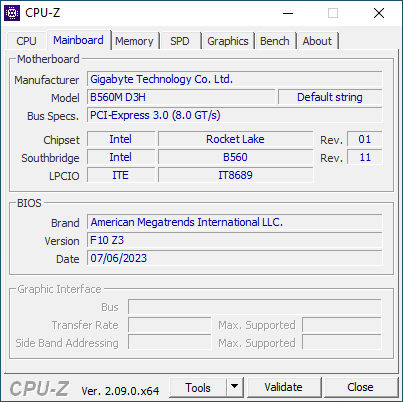 CPU-Z
CPU Mainboard Memory SPD Graphics Bench About
Motherboard
Manufacturer Gigabyte Technology Co. Ltd.
Model B560M D3H Default string
Bus Specs. PCI-Express 3.0 (8.0 GT/s)
Chipset Intel Rocket Lake Rev. 01
Southbridge Intel B560 Rev. 11
LPCIO ITE IT8689
BIOS
Brand American Megatrends International LLC.
Version F10 Z3
Date 07/06/2023
Graphic Interface
Bus
Transfer Rate Max. Supported
Side Band Addressing Max. Supported
CPU-Z Ver. 2.09.0.x64 Tools Validate Close